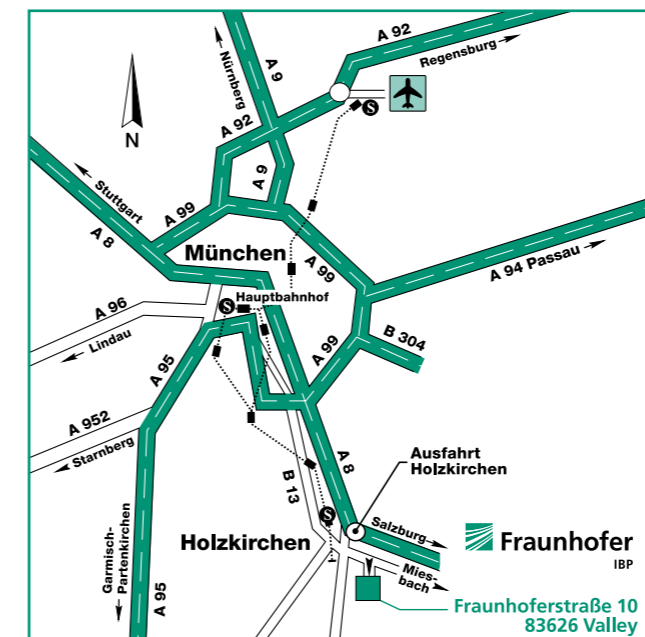 A 92
Regensburg
Nürnberg
A 9
A 92
S
N
Stuttgart
A 8
A 99
A 9
München
A 99
A 94 Passau
Hauptbahnhof
S
A 96
Lindau
A 95
A 99
B 304
A 952
Starnberg
A 8
Ausfahrt
Holzkirchen
B 13
S
Salzburg
Holzkirchen
Fraunhofer
IBP
Mies-
bach
Garmisch-
Partenkirchen
A 95
Fraunhoferstraße 10
83626 Valley